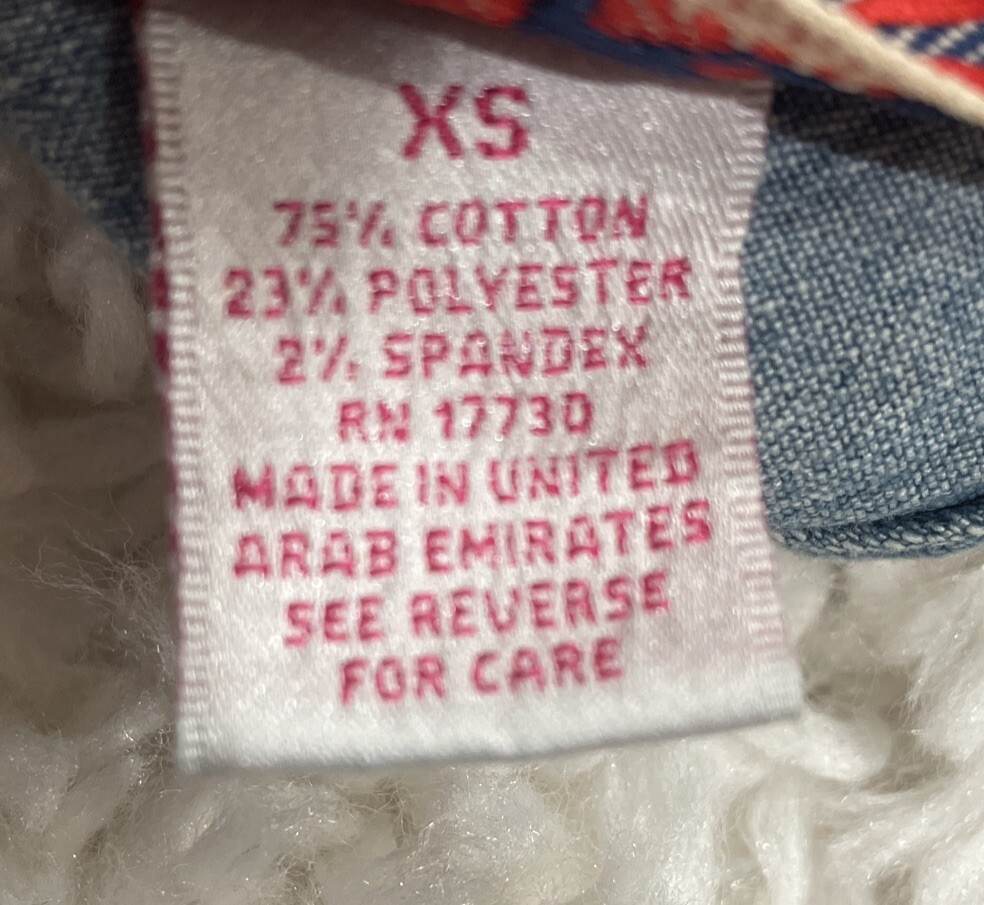 XS
75% COTTON
23% POLYESTER
2% SPANDEX
RN 17730
MADE IN UNITED
ARAB EMIRATES
SEE REVERSE
FOR CARE